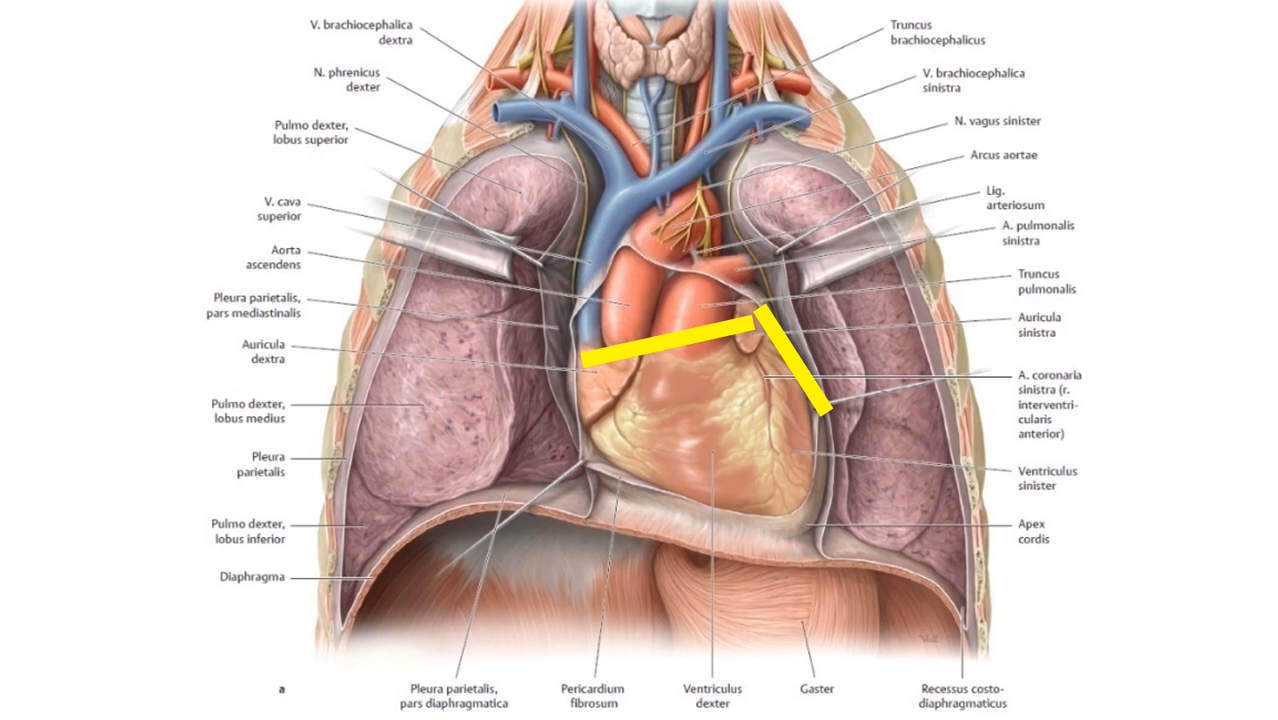 V. brachiocephalica
dextra
N. phrenicus
dexter
Pulmo dexter,
lobus superior
V. cava
superior
Aorta
ascendens
Pleura parietalis,
pars mediastinalis
Auricula
dextra
Pulmo dexter,
lobus medius
Pleura
parietalis
Pulmo dexter,
lobus inferior
Diaphragma
Truncus
brachiocephalicus
V. brachiocephalica
sinistra
N. vagus sinister
Arcus aortae
Lig.
arteriosum
A. pulmonalis
sinistra
Truncus
pulmonalis
Auricula
sinistra
A. coronaria
sinistra (r.
interventri-
cularis
anterior)
Ventriculus
sinister
Apex
cordis
a
Pleura parietalis,
pars diaphragmatica
Pericardium
fibrosum
Ventriculus
dexter
Gaster
Recessus costo-
diaphragmaticus